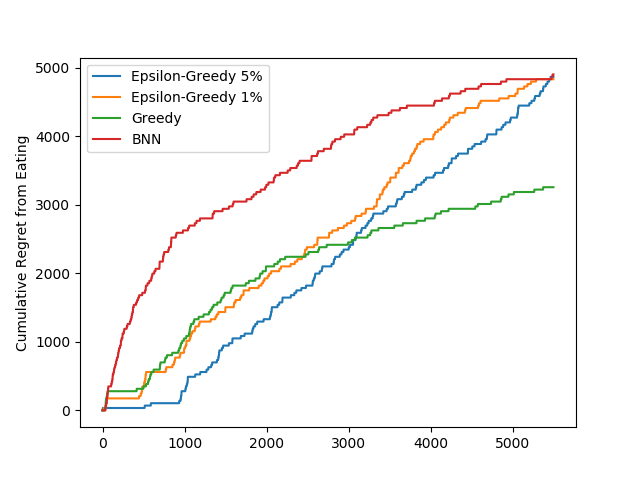 Epsilon-Greedy 5%
Epsilon-Greedy 1%
Greedy
BNN
Cumulative Regret from Eating
5000
4000
3000
2000
1000
0
0 1000 2000 3000 4000 5000